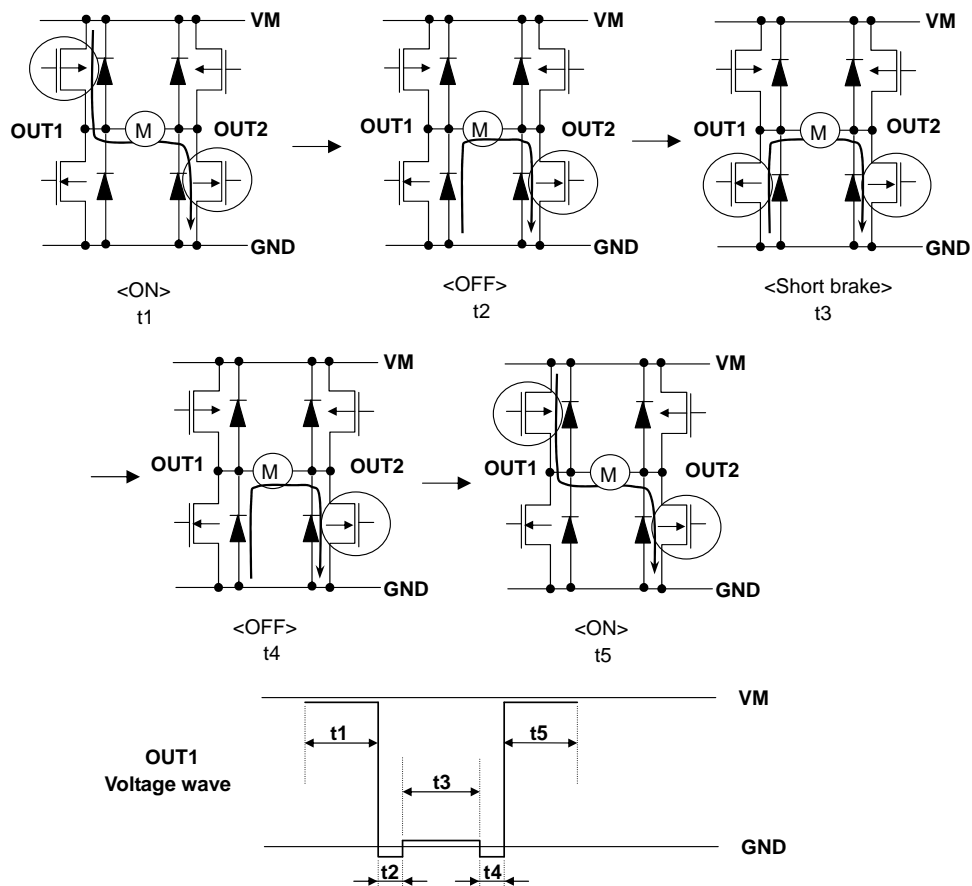 VM VM VM
M M M
OUT1 OUT2 OUT1 OUT2 OUT1 OUT2
GND GND GND
<ON> <OFF> <Short brake>
t1 t2 t3
VM VM
OUT1 M OUT2 OUT1 M OUT2
GND GND
<OFF> <ON>
t4 t5
VM
t1 t5
OUT1
Voltage wave
t3
GND
t2 t4